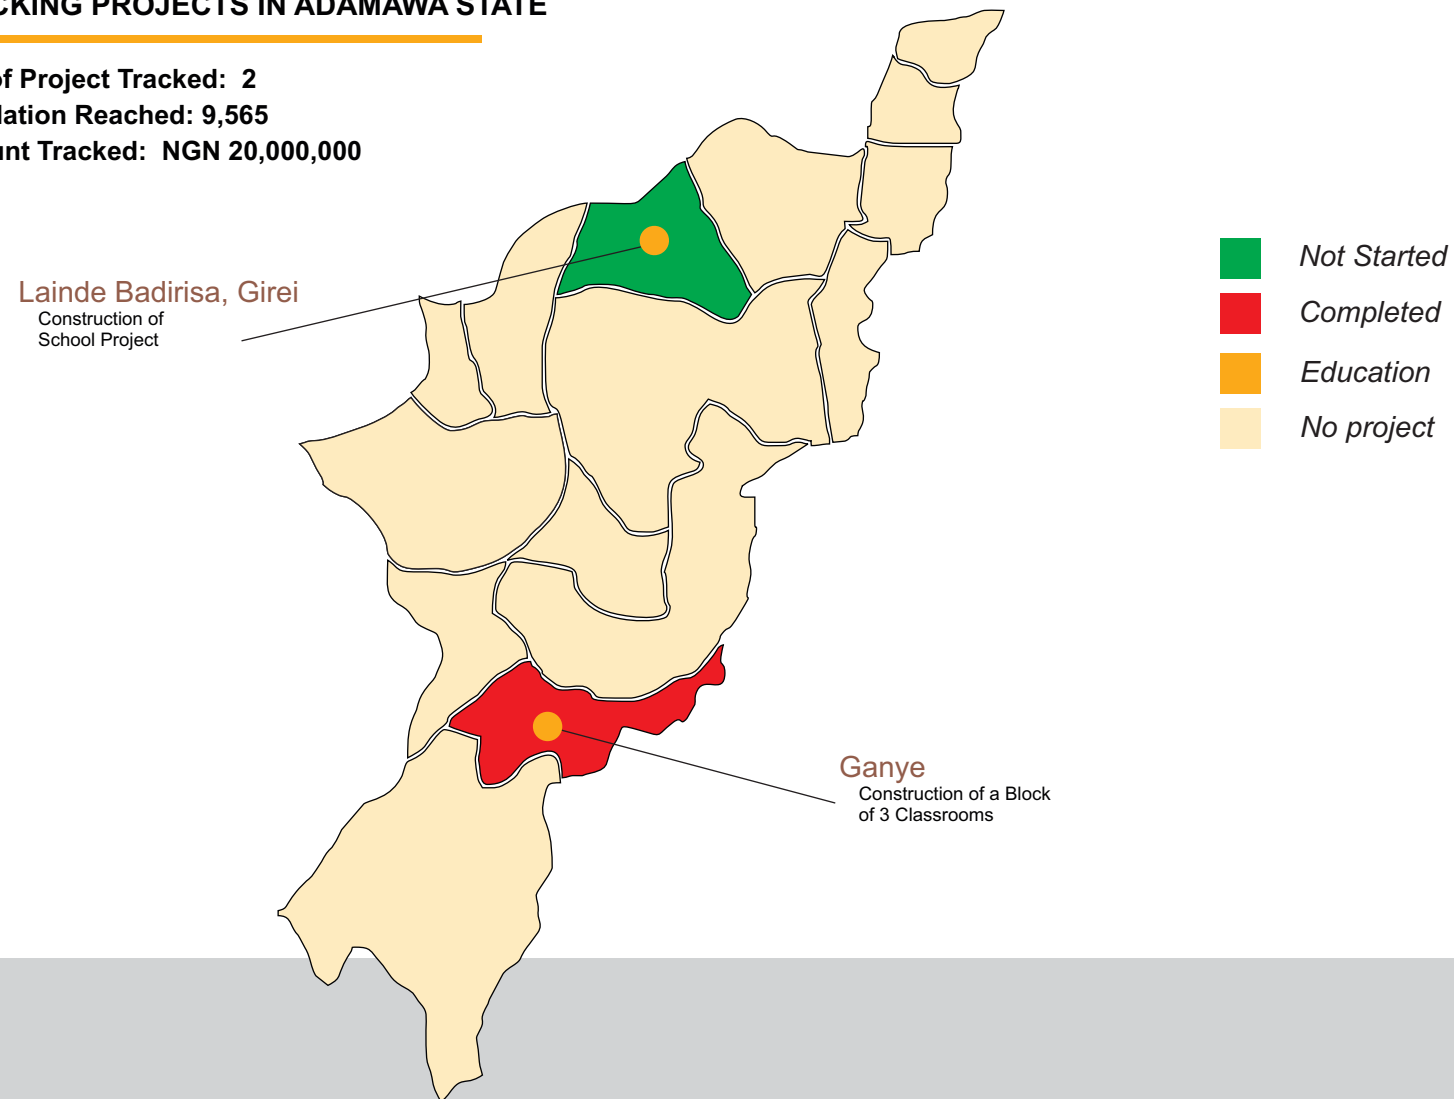 CKING PROJECTS IN ADAMAWA STATE
of Project Tracked: 2
lation Reached: 9,565
unt Tracked: NGN 20,000,000
Not Started
Lainde Badirisa, Girei
Construction of
School Project
Completed
Education
No project
Ganye
Construction of a Block
of 3 Classrooms